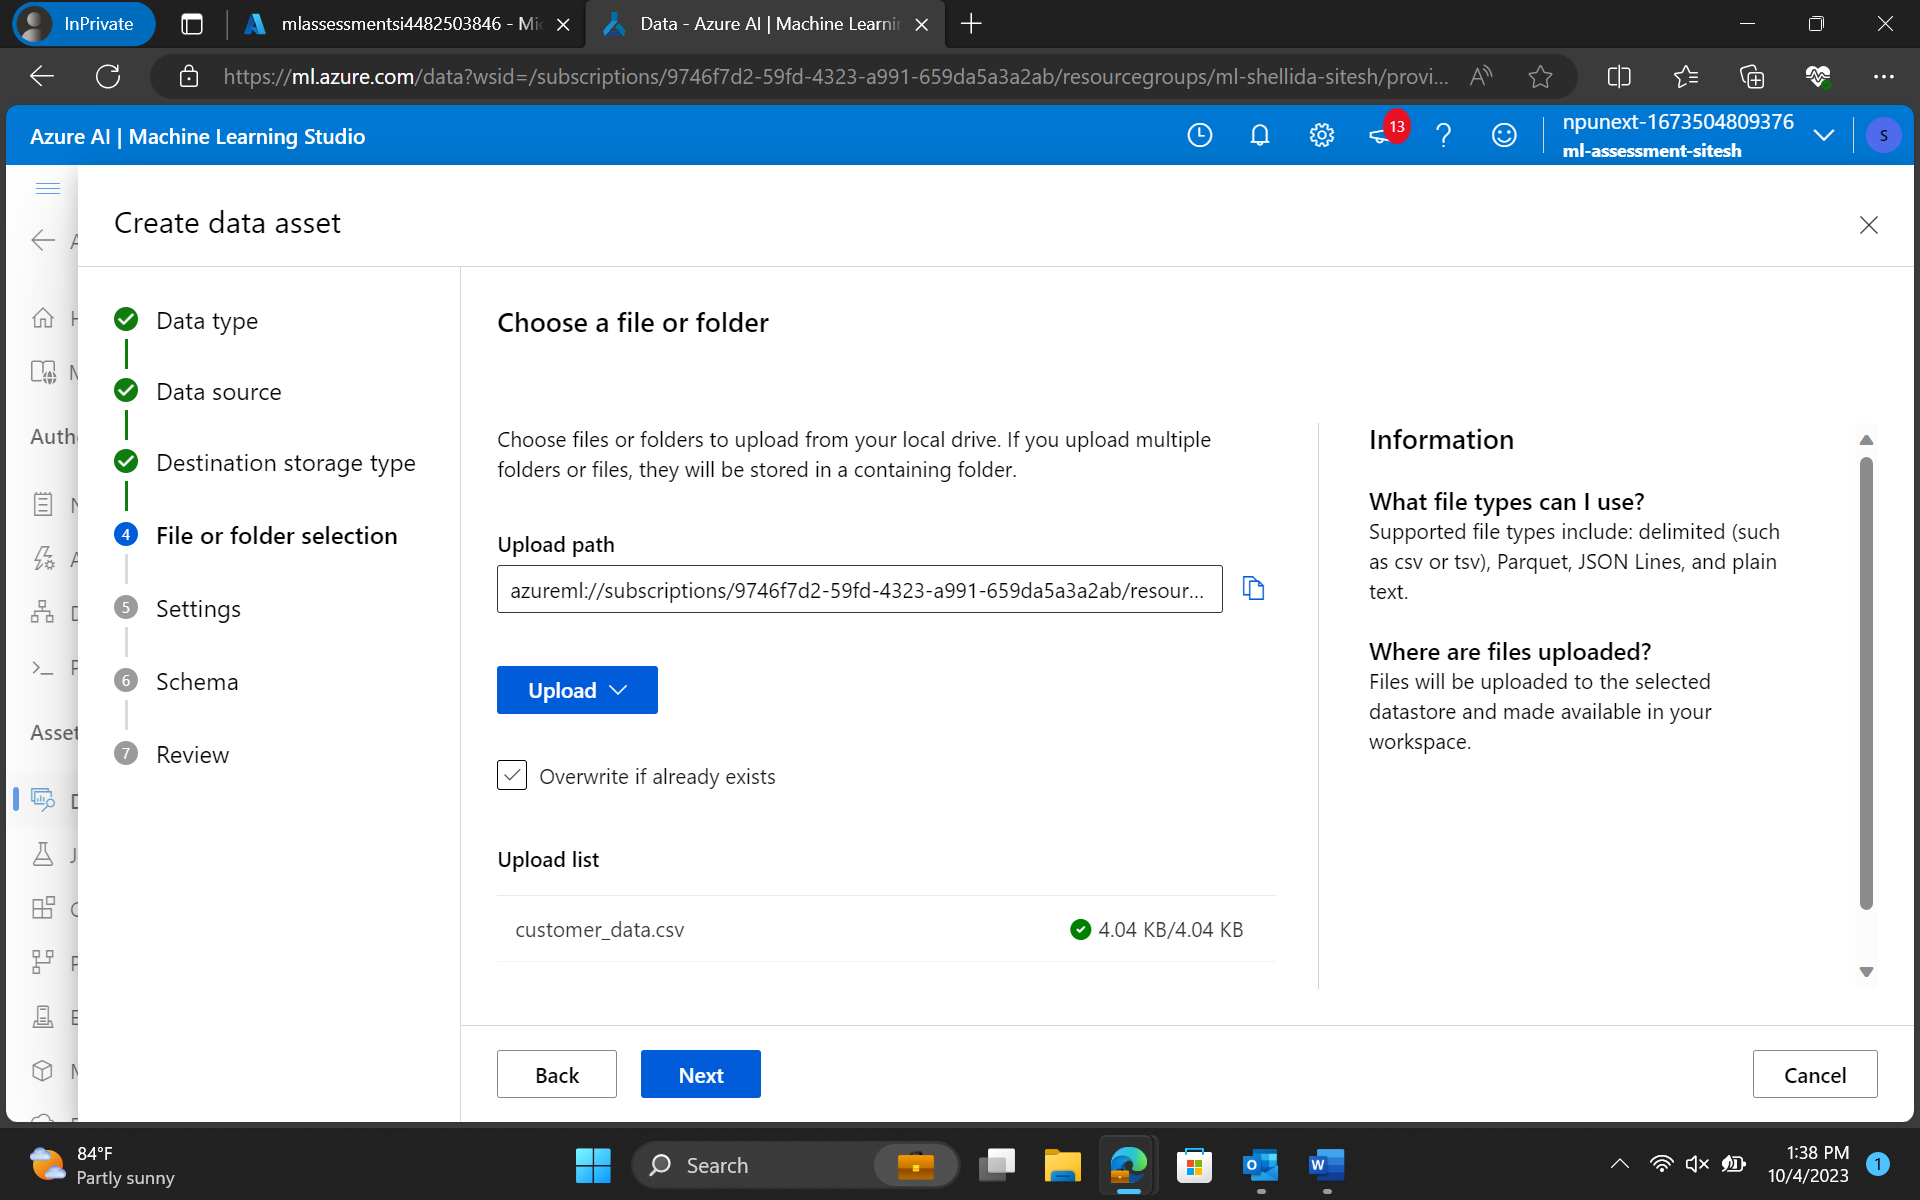 InPrivate
mlassessmentsi4482503846 - Mi
Data - Azure AI | Machine Learnin
https://ml.azure.com/data?wsid=/subscriptions/9746f7d2-59fd-4323-a991-659da5a3a2ab/resourcegroups/ml-shellida-sitesh/provi...
Azure AI | Machine Learning Studio
13
npunext-1673504809376
ml-assessment-sitesh
S
Create data asset
Data type
Data source
Destination storage type
4 File or folder selection
5 Settings
6 Schema
7 Review
Auth
Asset
Choose a file or folder
Choose files or folders to upload from your local drive. If you upload multiple
folders or files, they will be stored in a containing folder.
Upload path
azureml://subscriptions/9746f7d2-59fd-4323-a991-659da5a3a2ab/resour...
Upload
Overwrite if already exists
Upload list
customer_data.csv 4.04 KB/4.04 KB
Information
What file types can I use?
Supported file types include: delimited (such
as csv or tsv), Parquet, JSON Lines, and plain
text.
Where are files uploaded?
Files will be uploaded to the selected
datastore and made available in your
workspace.
Back
Next
Cancel
84°F
Partly sunny
Search
1:38 PM
10/4/2023
1